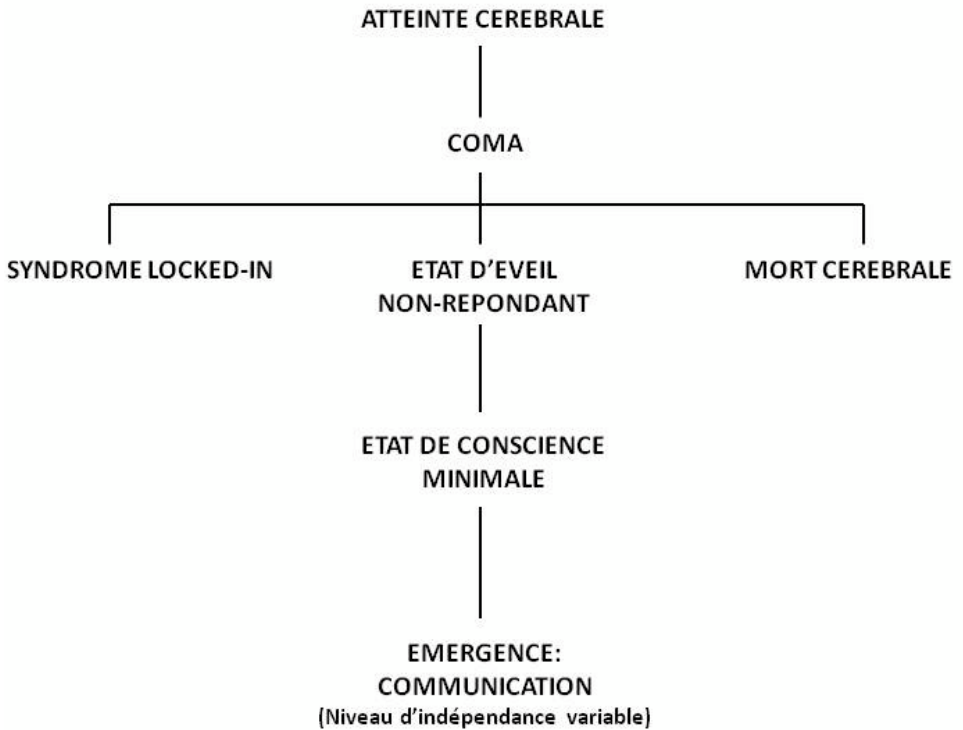 ATTEINTE CEREBRALE
COMA
SYNDROME LOCKED-IN
ETAT D'EVEIL
NON-REPONDANT
MORT CEREBRALE
ETAT DE CONSCIENCE
MINIMALE
EMERGENCE:
COMMUNICATION
(Niveau d'indépendance variable)